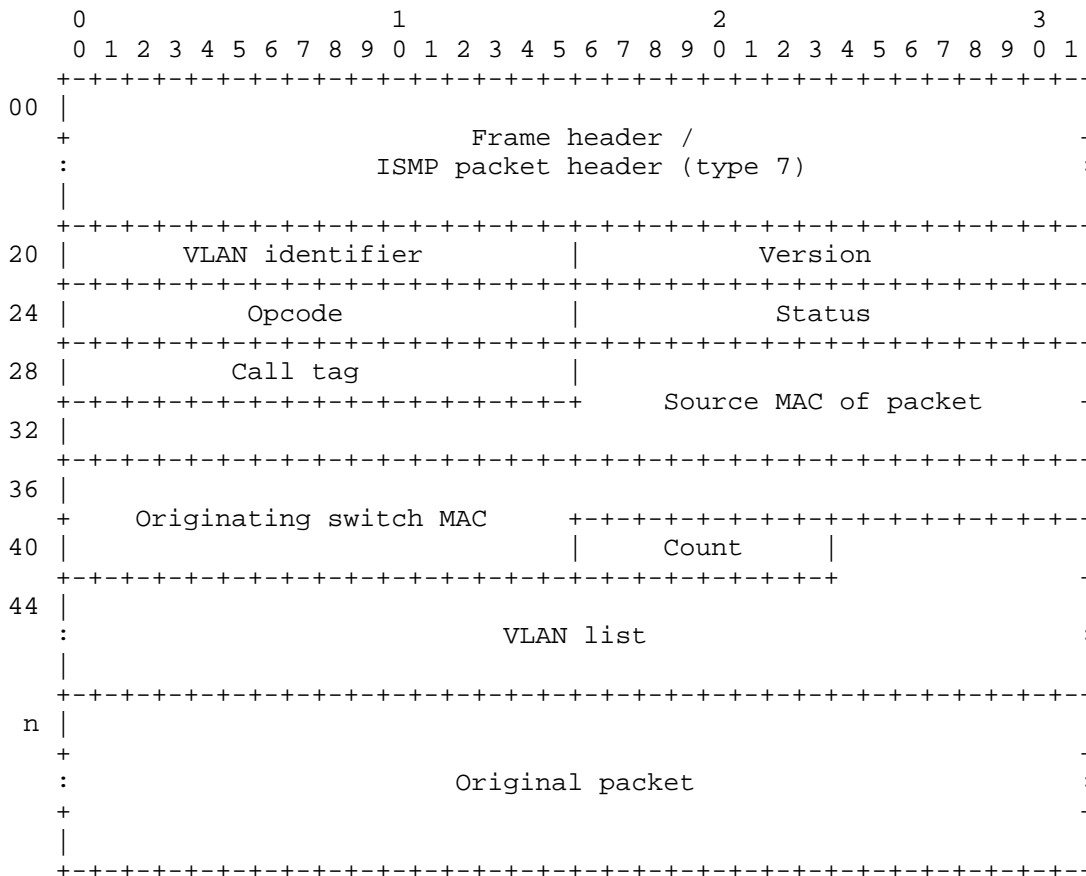 0                   1                   2                   3
0 1 2 3 4 5 6 7 8 9 0 1 2 3 4 5 6 7 8 9 0 1 2 3 4 5 6 7 8 9 0 1
+-+-+-+-+-+-+-+-+-+-+-+-+-+-+-+-+-+-+-+-+-+-+-+-+-+-+-+-+-+-+-+--
00 |
+                         Frame header /                        -
:                   ISMP packet header (type 7)                 :
|
+-+-+-+-+-+-+-+-+-+-+-+-+-+-+-+-+-+-+-+-+-+-+-+-+-+-+-+-+-+-+-+--
20 |       VLAN identifier         |           Version
+-+-+-+-+-+-+-+-+-+-+-+-+-+-+-+-+-+-+-+-+-+-+-+-+-+-+-+-+-+-+-+--
24 |           Opcode              |            Status
+-+-+-+-+-+-+-+-+-+-+-+-+-+-+-+-+-+-+-+-+-+-+-+-+-+-+-+-+-+-+-+--
28 |          Call tag             |
+-+-+-+-+-+-+-+-+-+-+-+-+-+-+-+-+     Source MAC of packet      -
32 |
+-+-+-+-+-+-+-+-+-+-+-+-+-+-+-+-+-+-+-+-+-+-+-+-+-+-+-+-+-+-+-+--
36 |
+    Originating switch MAC     +-+-+-+-+-+-+-+-+-+-+-+-+-+-+-+--
40 |                               |     Count     |
+-+-+-+-+-+-+-+-+-+-+-+-+-+-+-+-+-+-+-+-+-+-+-+-+               -
44 |
:                           VLAN list                           :
|
+-+-+-+-+-+-+-+-+-+-+-+-+-+-+-+-+-+-+-+-+-+-+-+-+-+-+-+-+-+-+-+--
n |
+                                                               -
:                        Original packet                        :
+                                                               -
|
+-+-+-+-+-+-+-+-+-+-+-+-+-+-+-+-+-+-+-+-+-+-+-+-+-+-+-+-+-+-+-+--